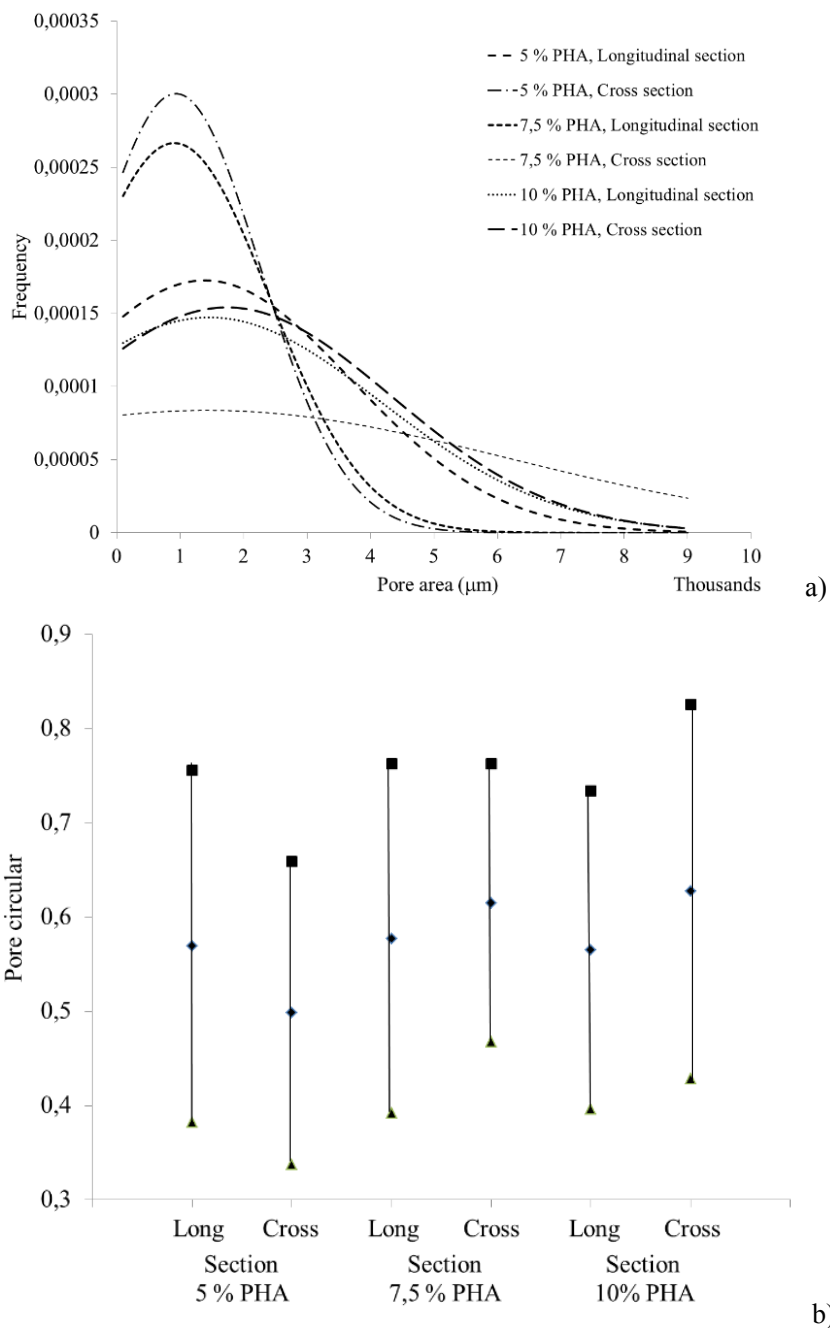 0,00035
0,0003
0,00025
0,0002
0,00015
0,0001
0,00005
0
Frequency
5 % PHA, Longitudinal section
5 % PHA, Cross section
7,5 % PHA, Longitudinal section
7,5 % PHA, Cross section
10 % PHA, Longitudinal section
10 % PHA, Cross section
0 1 2 3 4 5 6 7 8 9 10
Pore area (μm) Thousands
a)
0,9
0,8
0,7
0,6
0,5
0,4
0,3
Pore circular
Long Cross Long Cross Long Cross
Section Section Section
5 % PHA 7,5 % PHA 10% PHA
b)